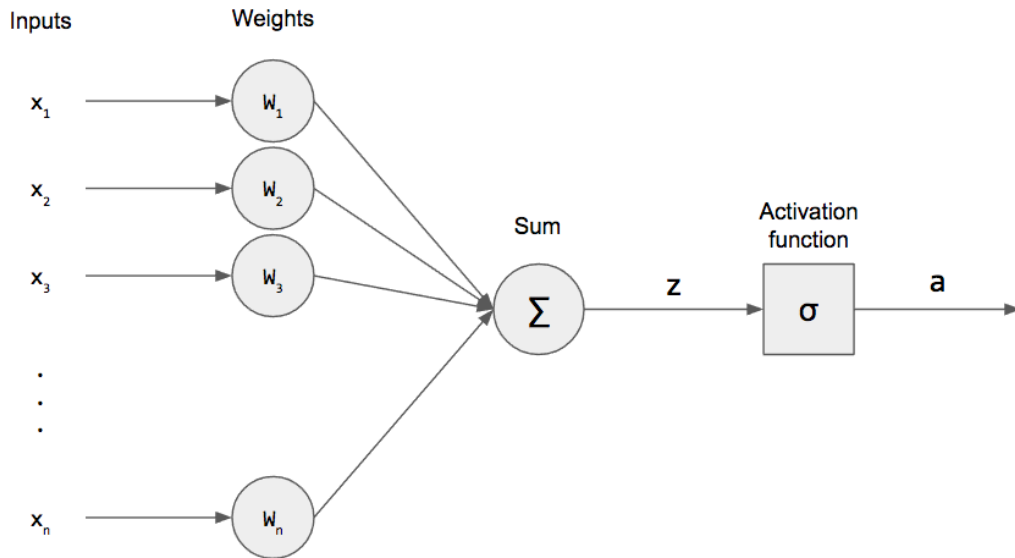 Inputs
Weights
x₁
W₁
x₂
W₂
x₃
W₃
.
.
.
xₙ
Wₙ
Sum
Σ
z
Activation
function
σ
a